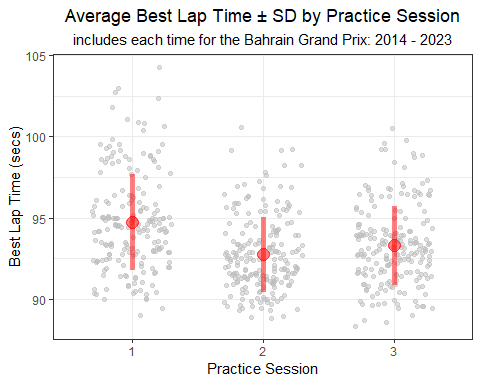 Average Best Lap Time ± SD by Practice Session
includes each time for the Bahrain Grand Prix: 2014 - 2023
105
100
95
90
Best Lap Time (secs)
1 2 3
Practice Session